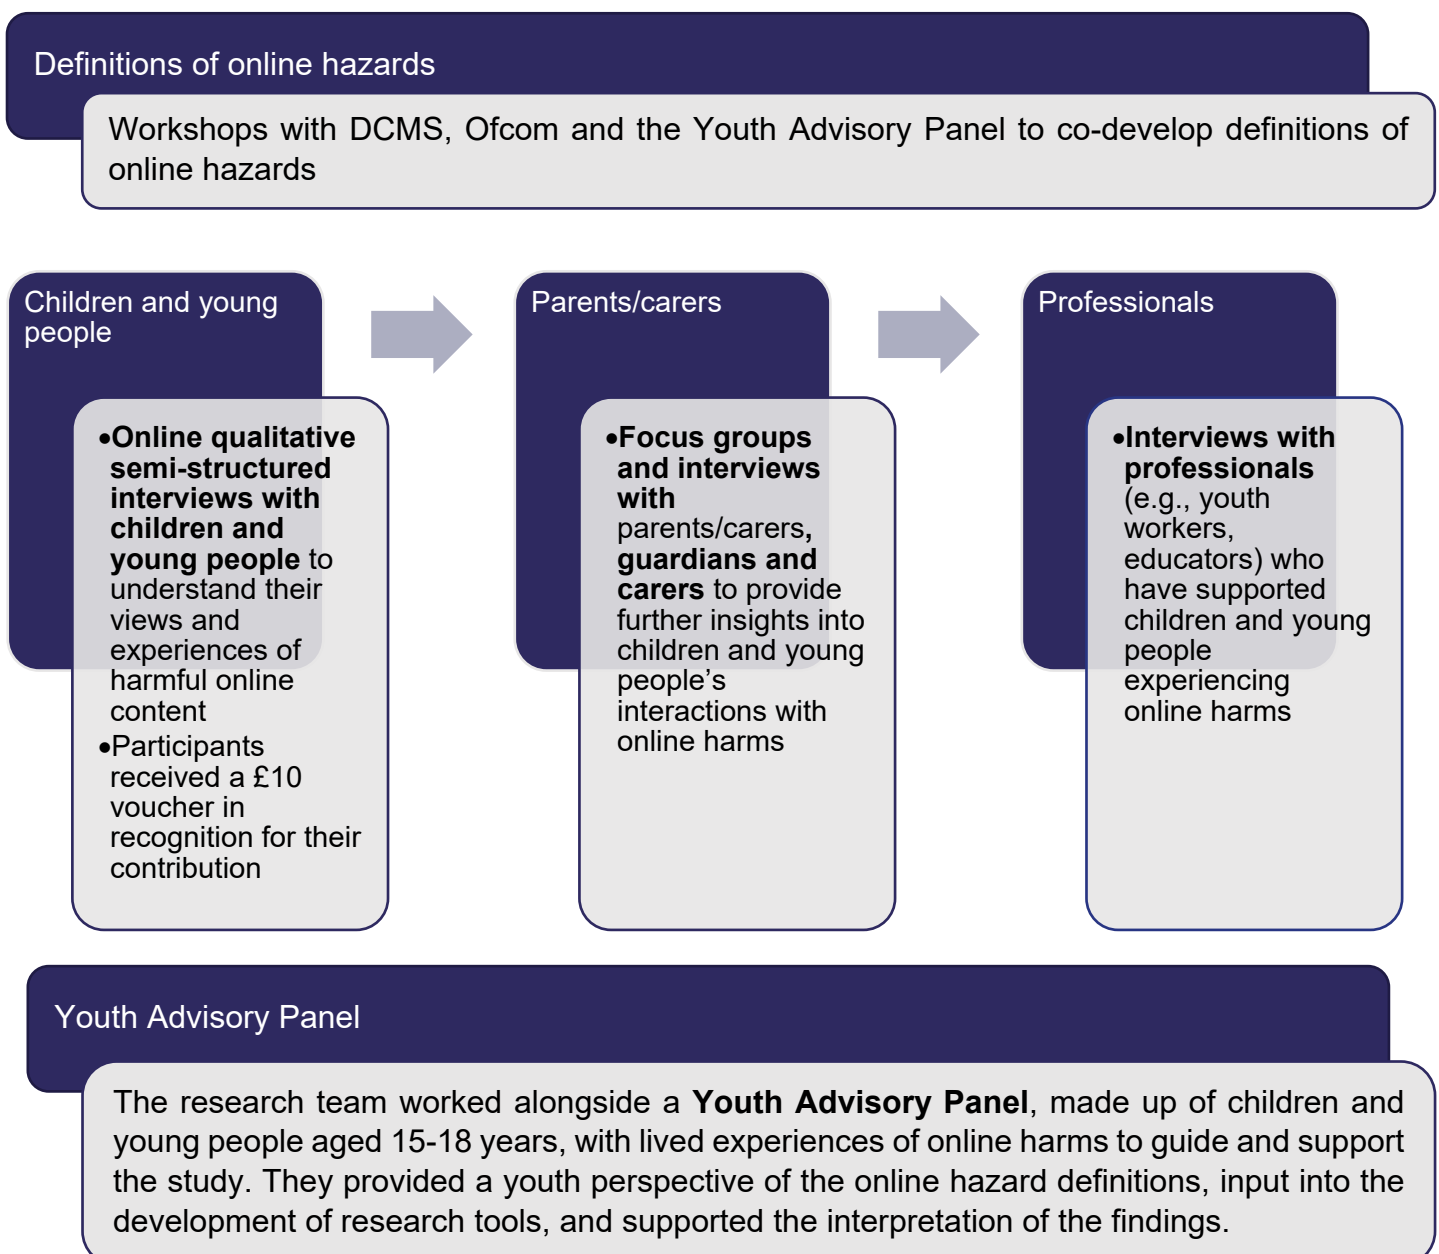 Definitions of online hazards
Workshops with DCMS, Ofcom and the Youth Advisory Panel to co-develop definitions of
online hazards
Children and young
people
•Online qualitative
semi-structured
interviews with
children and
young people to
understand their
views and
experiences of
harmful online
content
•Participants
received a £10
voucher in
recognition for their
contribution
Parents/carers
•Focus groups
and interviews
with
parents/carers,
guardians and
carers to provide
further insights into
children and young
people’s
interactions with
online harms
Professionals
•Interviews with
professionals
(e.g., youth
workers,
educators) who
have supported
children and young
people
experiencing
online harms
Youth Advisory Panel
The research team worked alongside a Youth Advisory Panel, made up of children and
young people aged 15-18 years, with lived experiences of online harms to guide and support
the study. They provided a youth perspective of the online hazard definitions, input into the
development of research tools, and supported the interpretation of the findings.